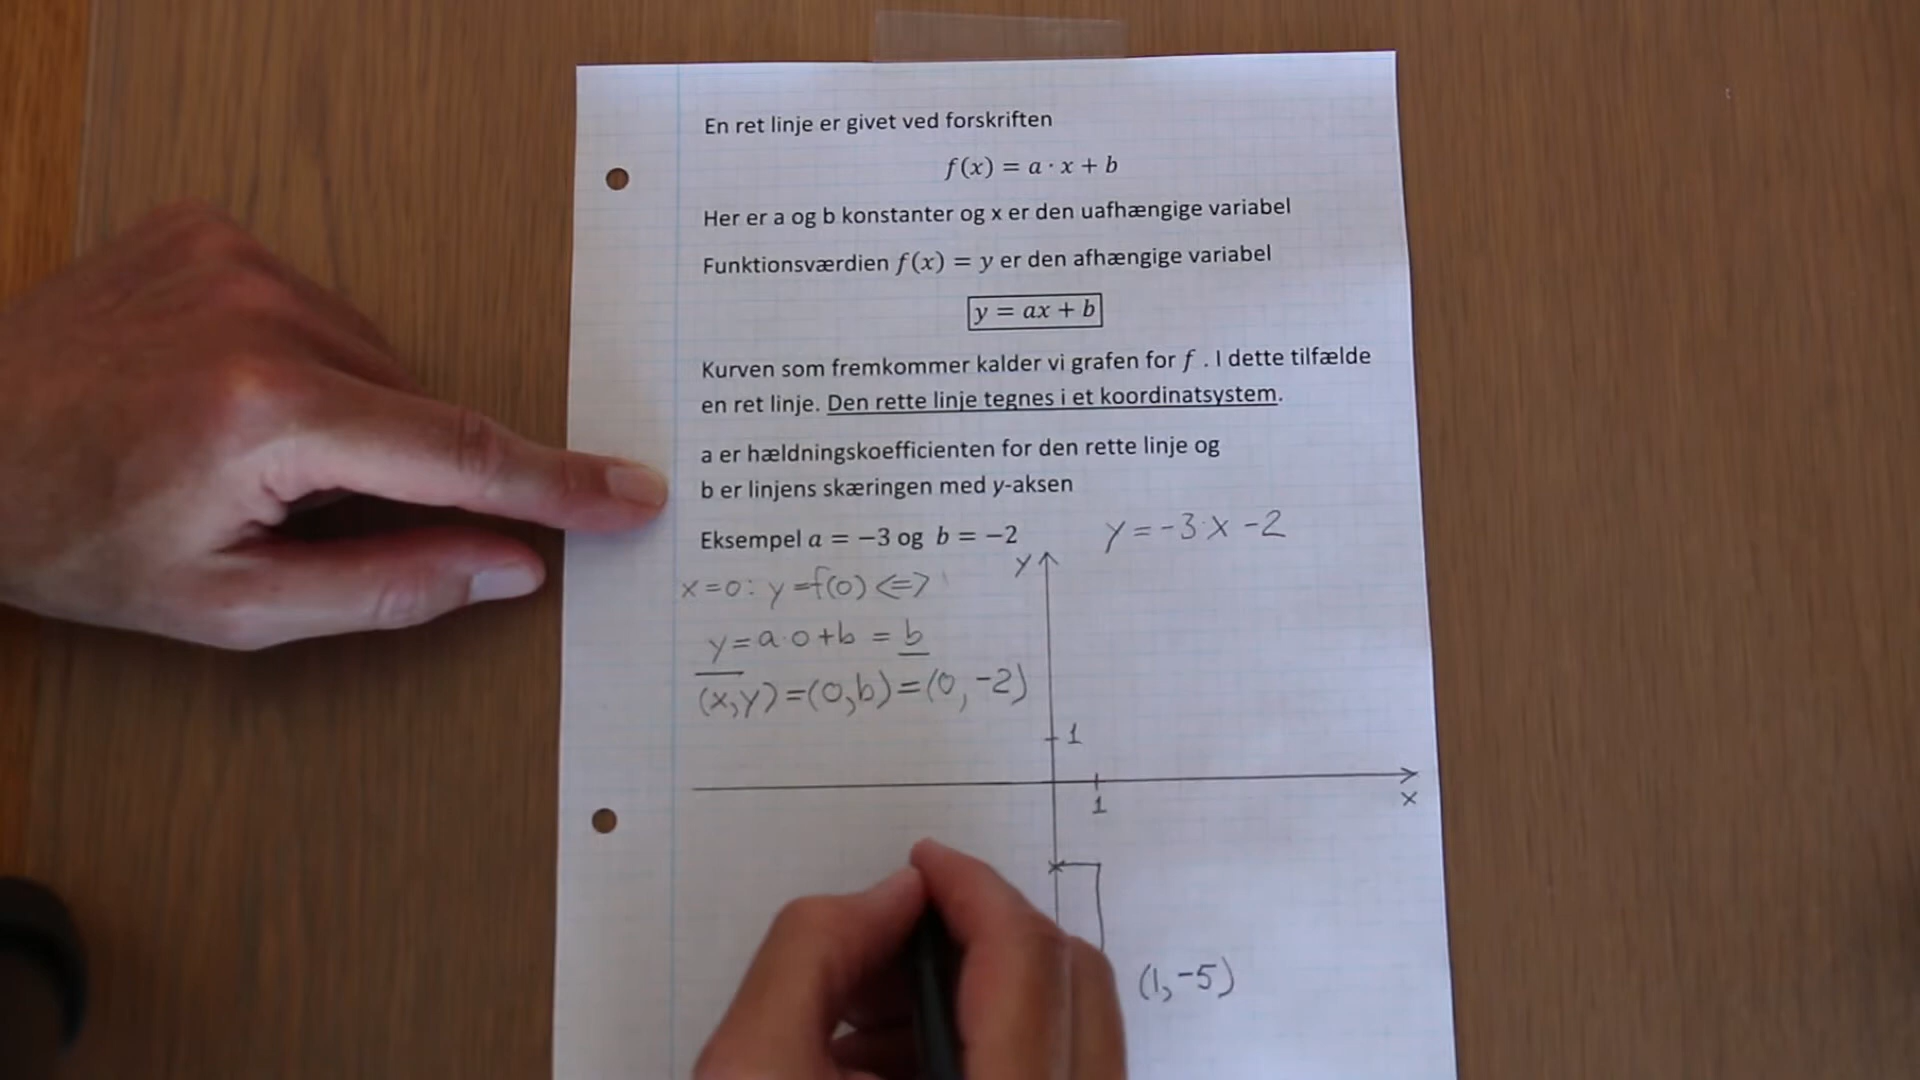 En ret linje er givet ved forskriften
f(x) = a · x + b
Her er a og b konstanter og x er den uafhængige variabel
Funktionsværdien f(x) = y er den afhængige variabel
y = ax + b
Kurven som fremkommer kalder vi grafen for f . I dette tilfælde
en ret linje. Den rette linje tegnes i et koordinatsystem.
a er hældningskoefficienten for den rette linje og
b er linjens skæringen med y-aksen
Eksempel a = −3 og b = −2
y = -3·x -2
x=0: y=f(0) <=>
y=a·0+b = b
(x,y)=(0,b)=(0,-2)
y
1
1
x
(1,-5)